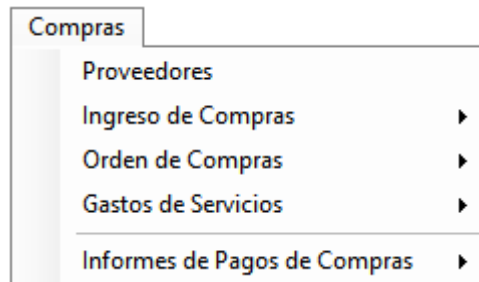 Compras
Proveedores
Ingreso de Compras
Orden de Compras
Gastos de Servicios
Informes de Pagos de Compras